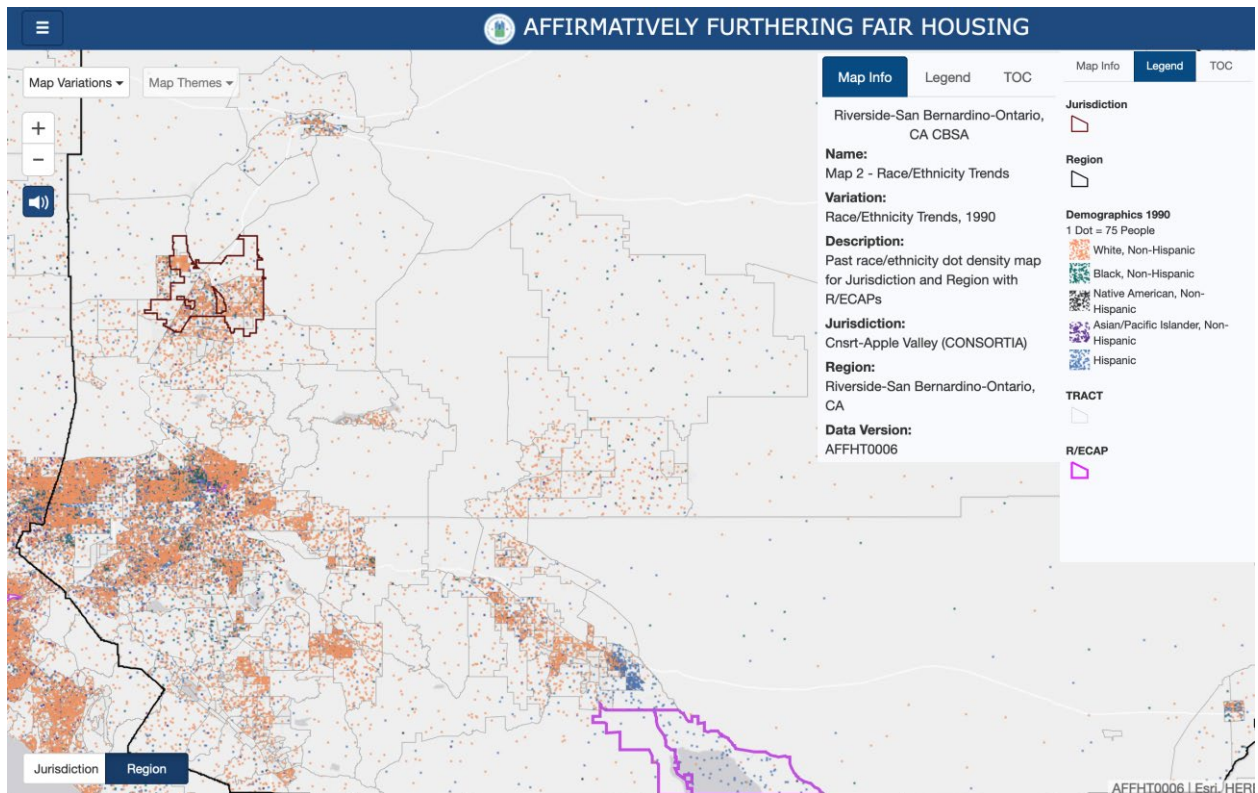 AFFIRMATIVELY FURTHERING FAIR HOUSING
Map Variations
Map Themes
+
−
Jurisdiction
Region
Map Info
Legend
TOC
Riverside-San Bernardino-Ontario,
CA CBSA
Name:
Map 2 - Race/Ethnicity Trends
Variation:
Race/Ethnicity Trends, 1990
Description:
Past race/ethnicity dot density map
for Jurisdiction and Region with
R/ECAPs
Jurisdiction:
Cnsrt-Apple Valley (CONSORTIA)
Region:
Riverside-San Bernardino-Ontario,
CA
Data Version:
AFFHT0006
Map Info
Legend
TOC
Jurisdiction
Region
Demographics 1990
1 Dot = 75 People
White, Non-Hispanic
Black, Non-Hispanic
Native American, Non-
Hispanic
Asian/Pacific Islander, Non-
Hispanic
Hispanic
TRACT
R/ECAP
AFFHT0006 | Esri, HERE